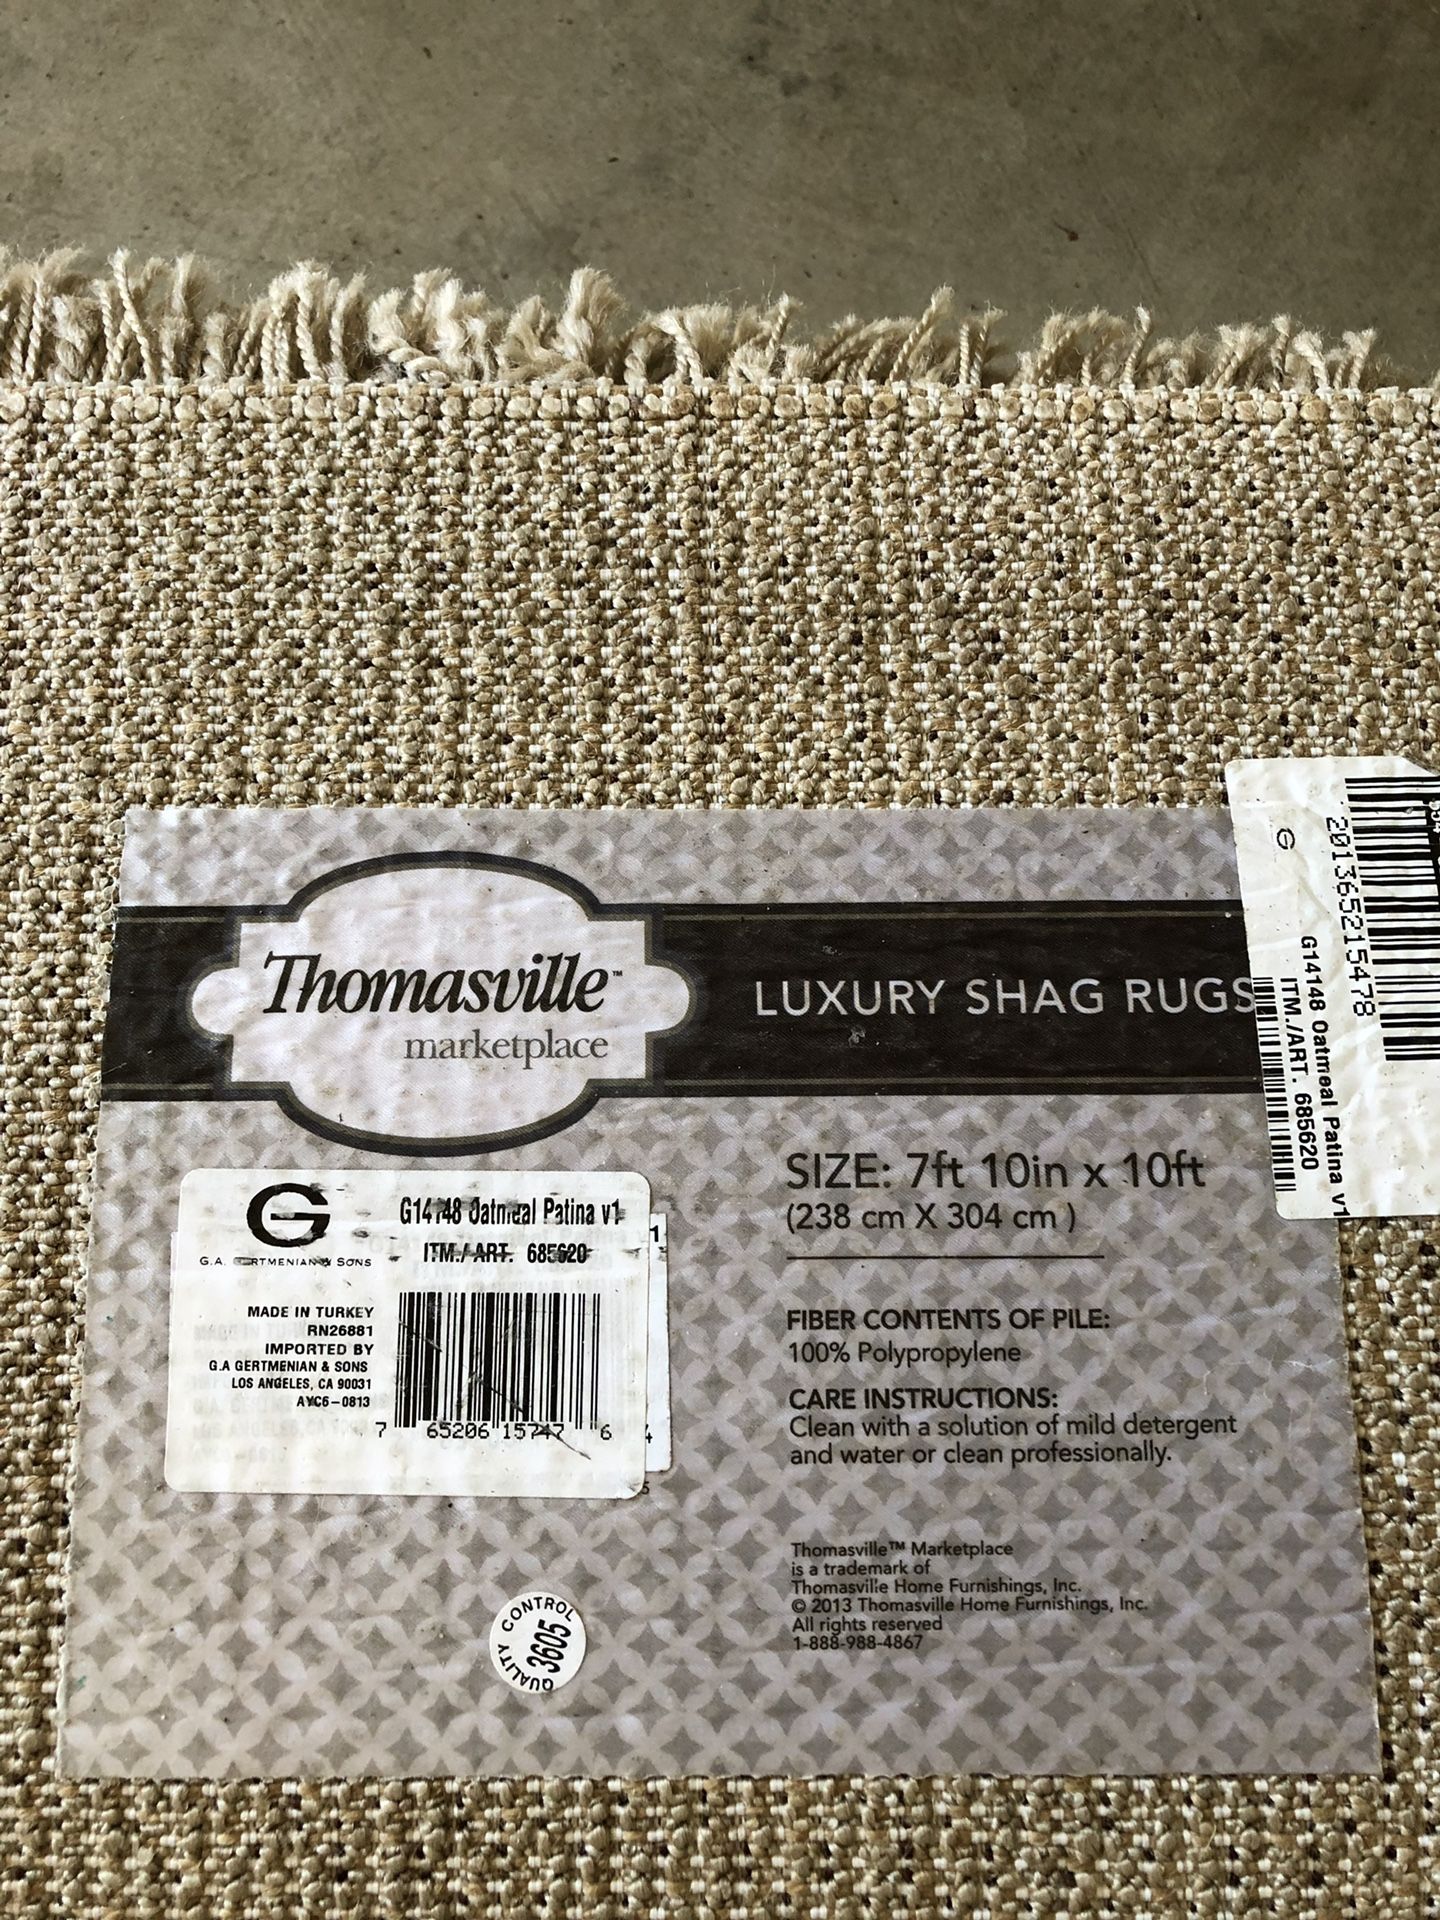 Thomasville™
marketplace
LUXURY SHAG RUGS
SIZE: 7ft 10in x 10ft
(238 cm X 304 cm )
FIBER CONTENTS OF PILE:
100% Polypropylene
CARE INSTRUCTIONS:
Clean with a solution of mild detergent
and water or clean professionally.
Thomasville™ Marketplace
is a trademark of
Thomasville Home Furnishings, Inc.
© 2013 Thomasville Home Furnishings, Inc.
All rights reserved
1-888-988-4867
G
G.A. GERTMENIAN & SONS
G14148 Oatmeal Patina v1
ITM./ART. 685620
MADE IN TURKEY
RN26881
IMPORTED BY
G.A GERTMENIAN & SONS
LOS ANGELES, CA 90031
AYC6-0813
7 65206 15747 6
1
4
5
QUALITY CONTROL
3605
G
201365215478
G14148 Oatmeal Patina v1
ITM./ART. 685620